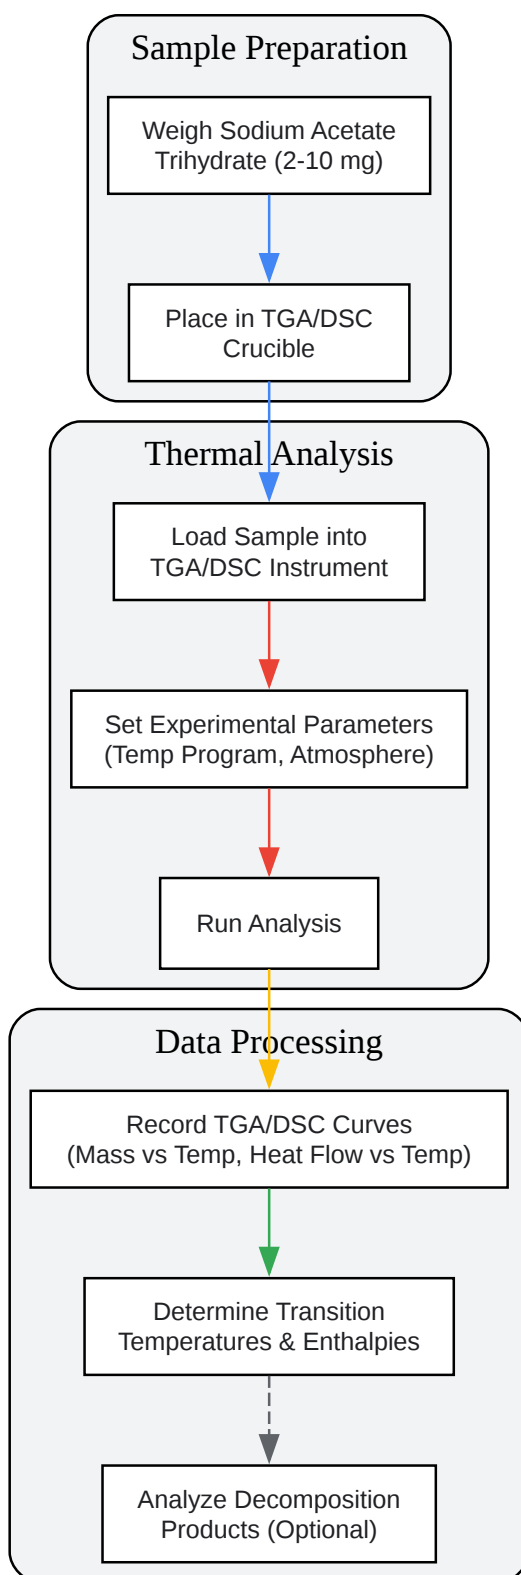 Sample Preparation
Weigh Sodium Acetate
Trihydrate (2-10 mg)
Place in TGA/DSC
Crucible
Thermal Analysis
Load Sample into
TGA/DSC Instrument
Set Experimental Parameters
(Temp Program, Atmosphere)
Run Analysis
Data Processing
Record TGA/DSC Curves
(Mass vs Temp, Heat Flow vs Temp)
Determine Transition
Temperatures & Enthalpies
Analyze Decomposition
Products (Optional)